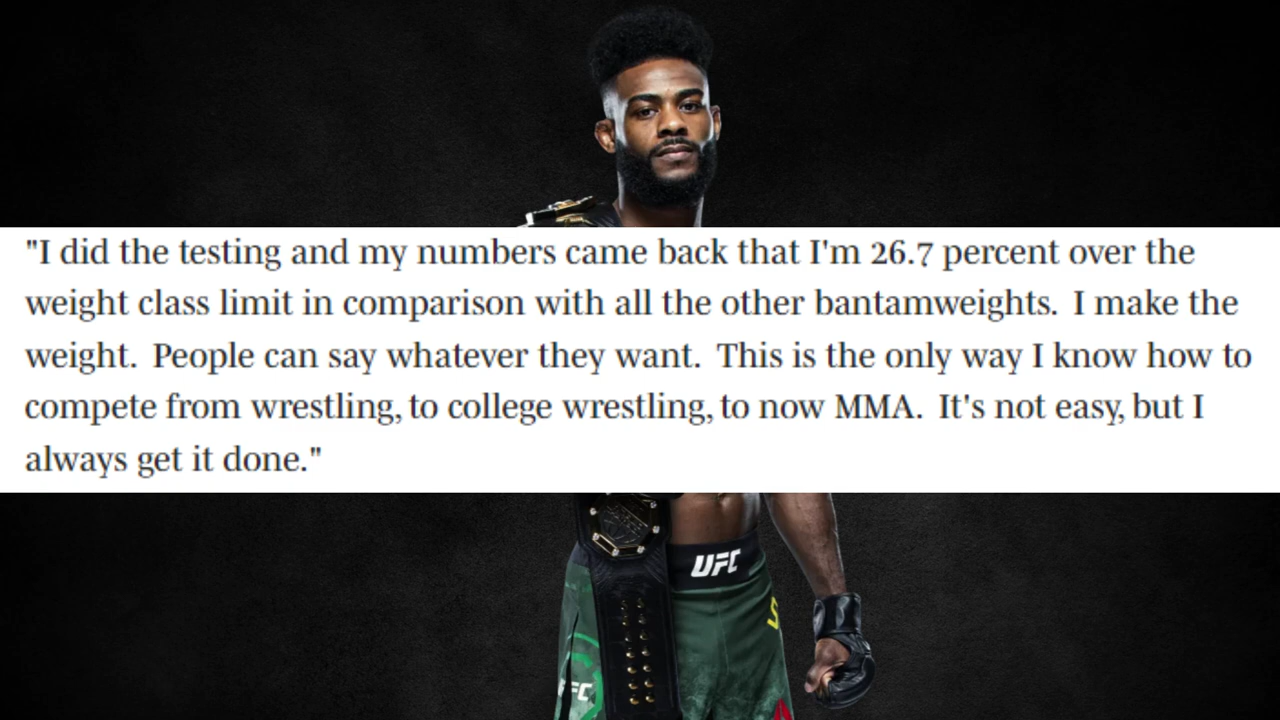 "I did the testing and my numbers came back that I'm 26.7 percent over the
weight class limit in comparison with all the other bantamweights.  I make the
weight.  People can say whatever they want.  This is the only way I know how to
compete from wrestling, to college wrestling, to now MMA.  It's not easy, but I
always get it done."
UFC
FC